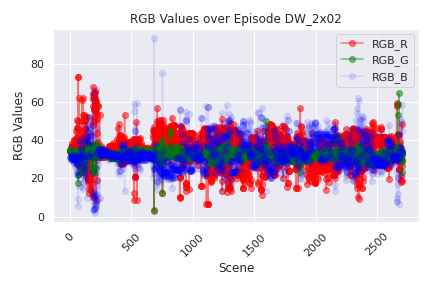 RGB Values over Episode DW_2x02
RGB_R
RGB_G
RGB_B
RGB Values
80
60
40
20
0
0
500
1000
1500
2000
2500
Scene